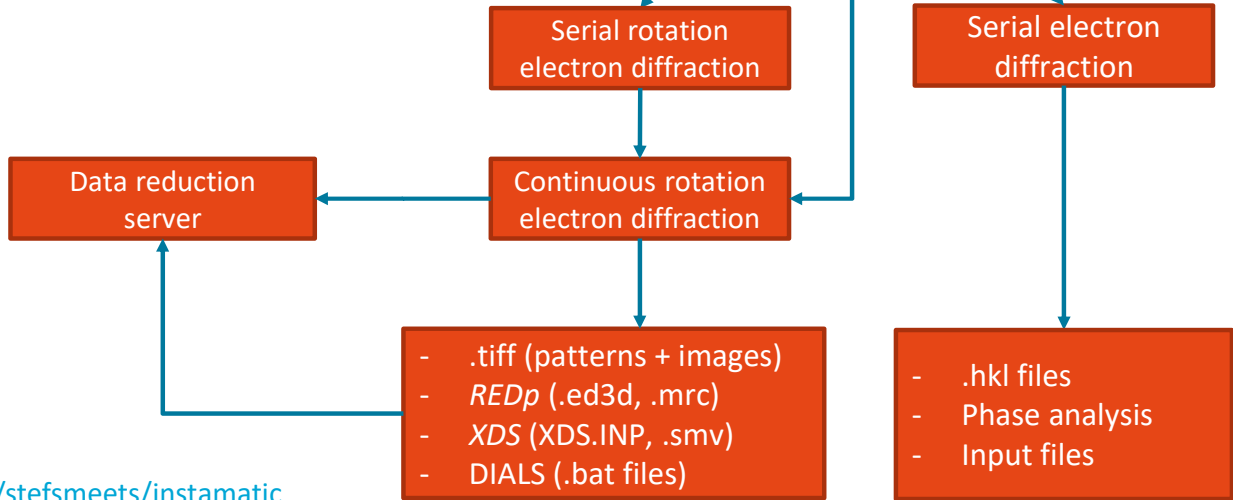 Serial rotation
electron diffraction
Serial electron
diffraction
Data reduction
server
Continuous rotation
electron diffraction
- .tiff (patterns + images)
- REDp (.ed3d, .mrc)
- XDS (XDS.INP, .smv)
- DIALS (.bat files)
- .hkl files
- Phase analysis
- Input files
/stefsmeets/instamatic